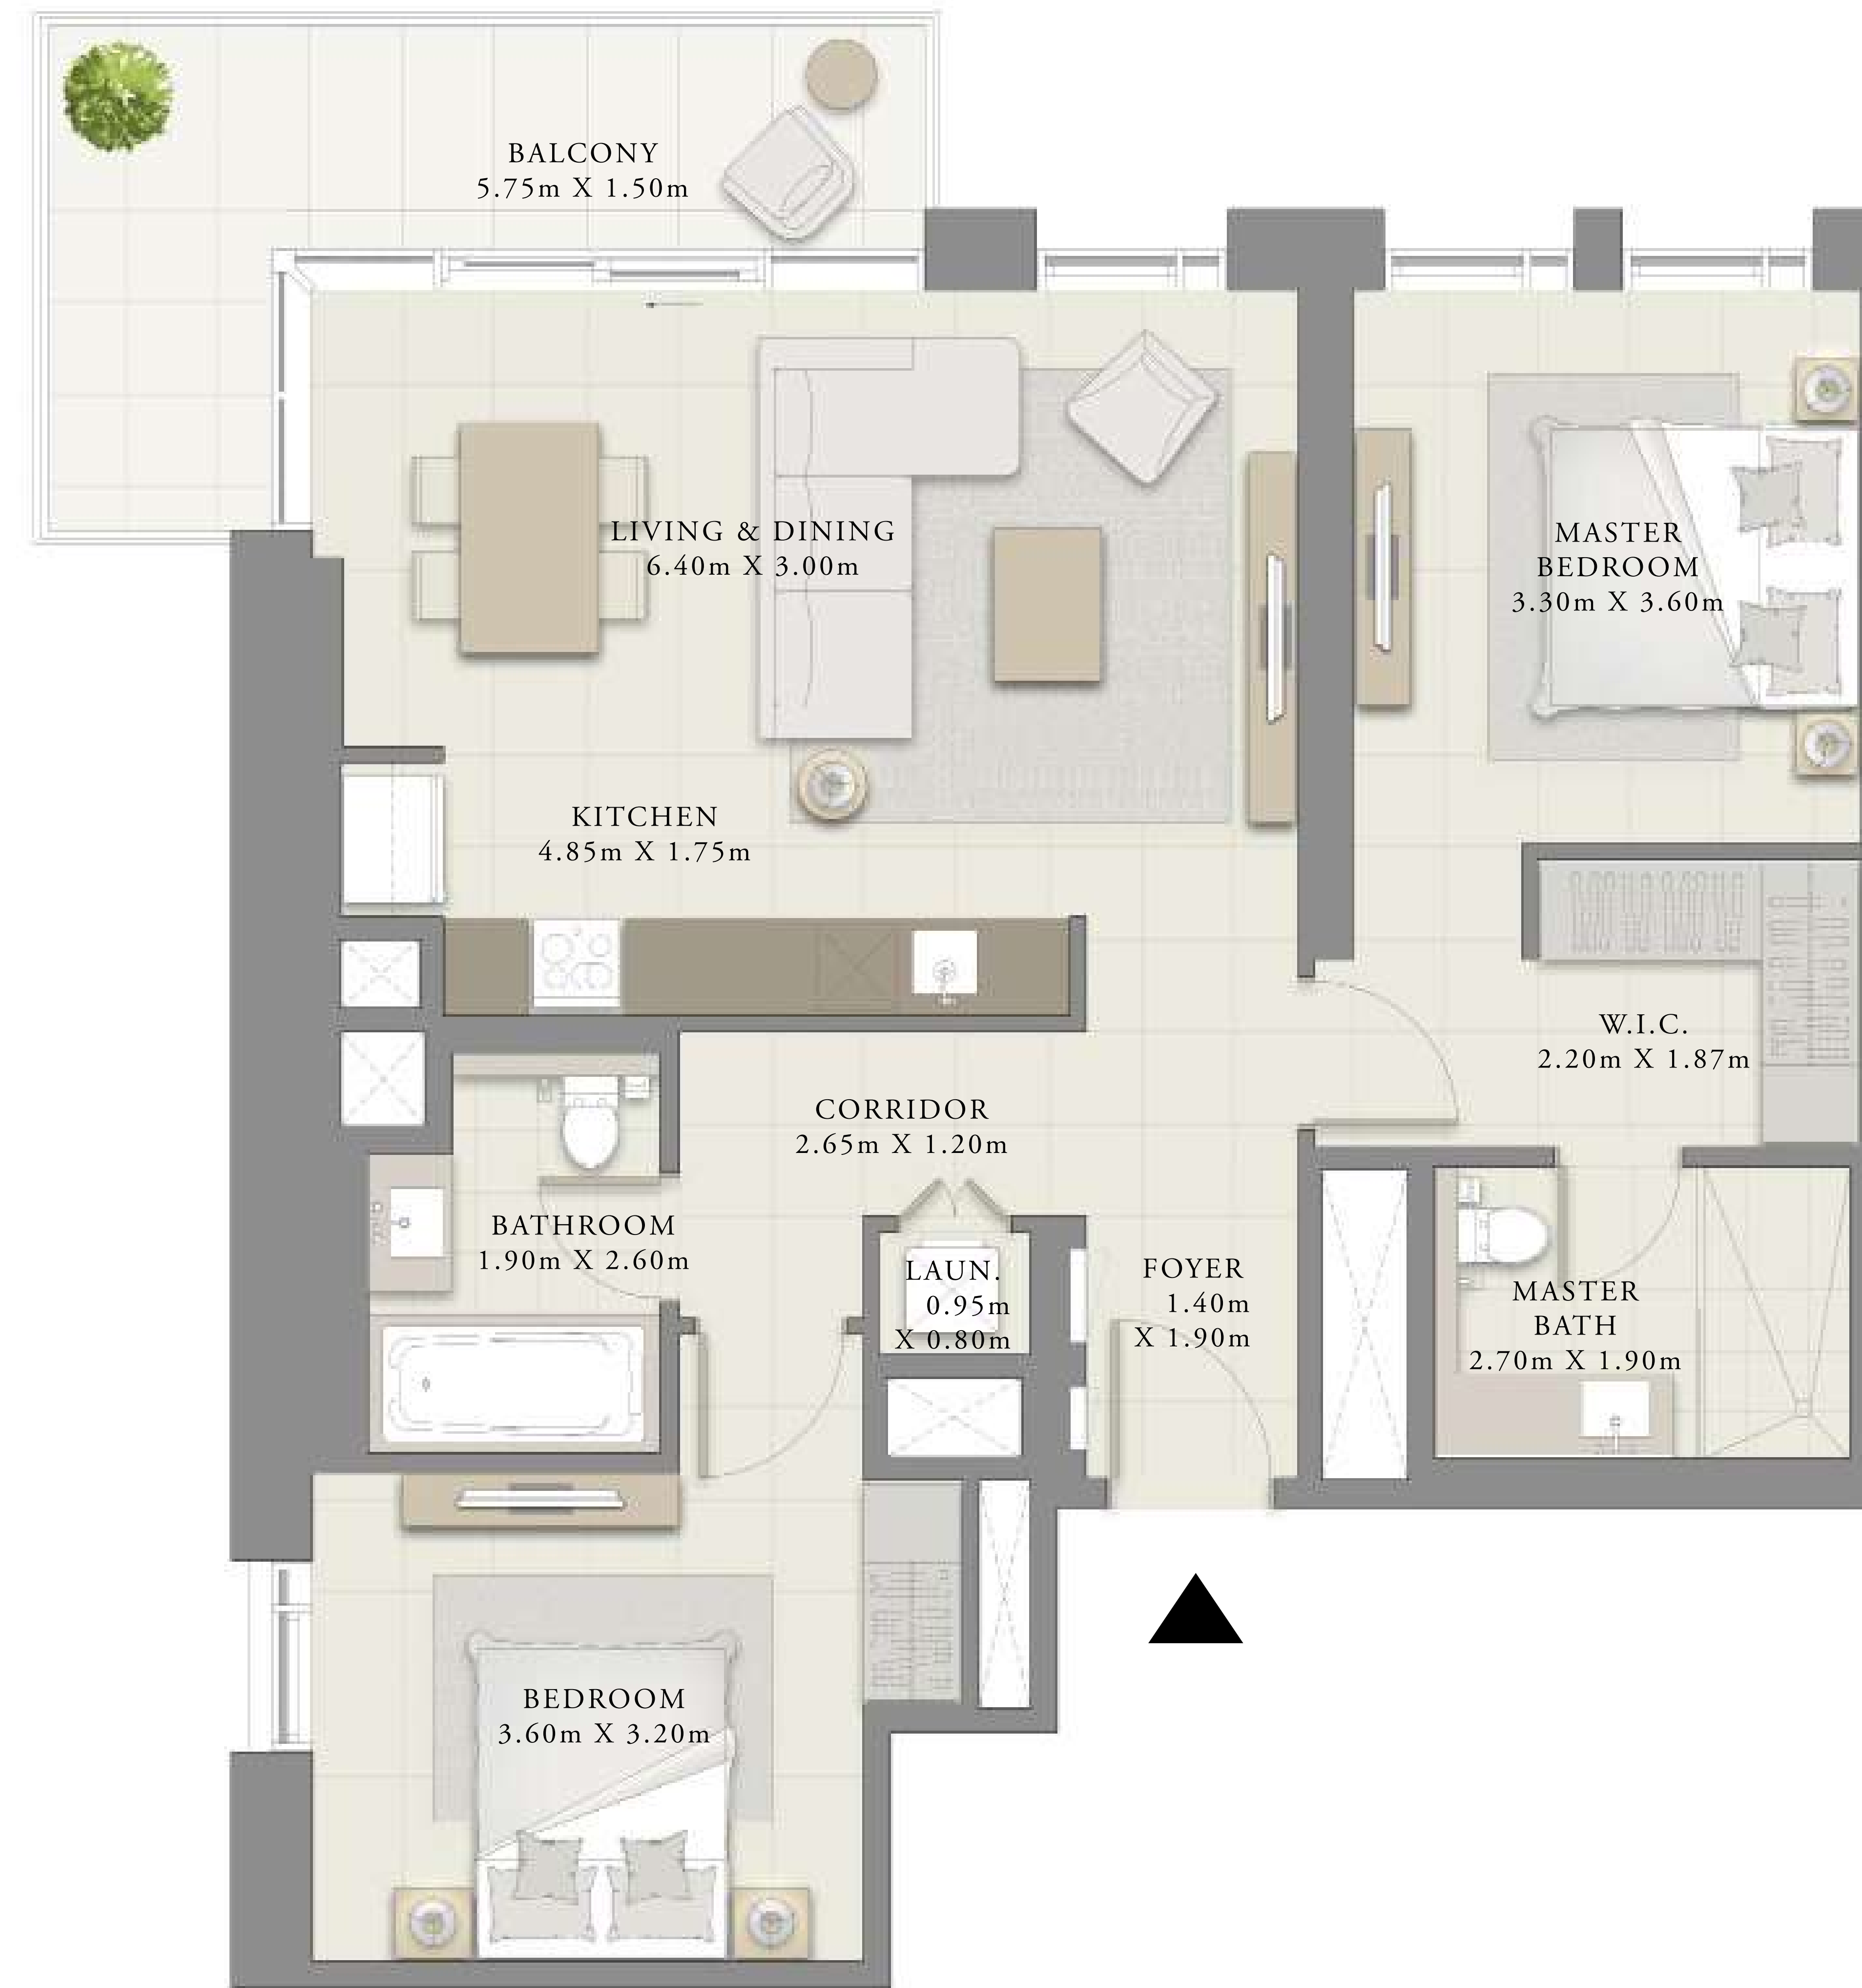 BALCONY
5.75m X 1.50m
LIVING & DINING
6.40m X 3.00m
MASTER
BEDROOM
3.30m X 3.60m
KITCHEN
4.85m X 1.75m
W.I.C.
2.20m X 1.87m
CORRIDOR
2.65m X 1.20m
BATHROOM
1.90m X 2.60m
LAUN.
0.95m
X 0.80m
FOYER
1.40m
X 1.90m
MASTER
BATH
2.70m X 1.90m
BEDROOM
3.60m X 3.20m